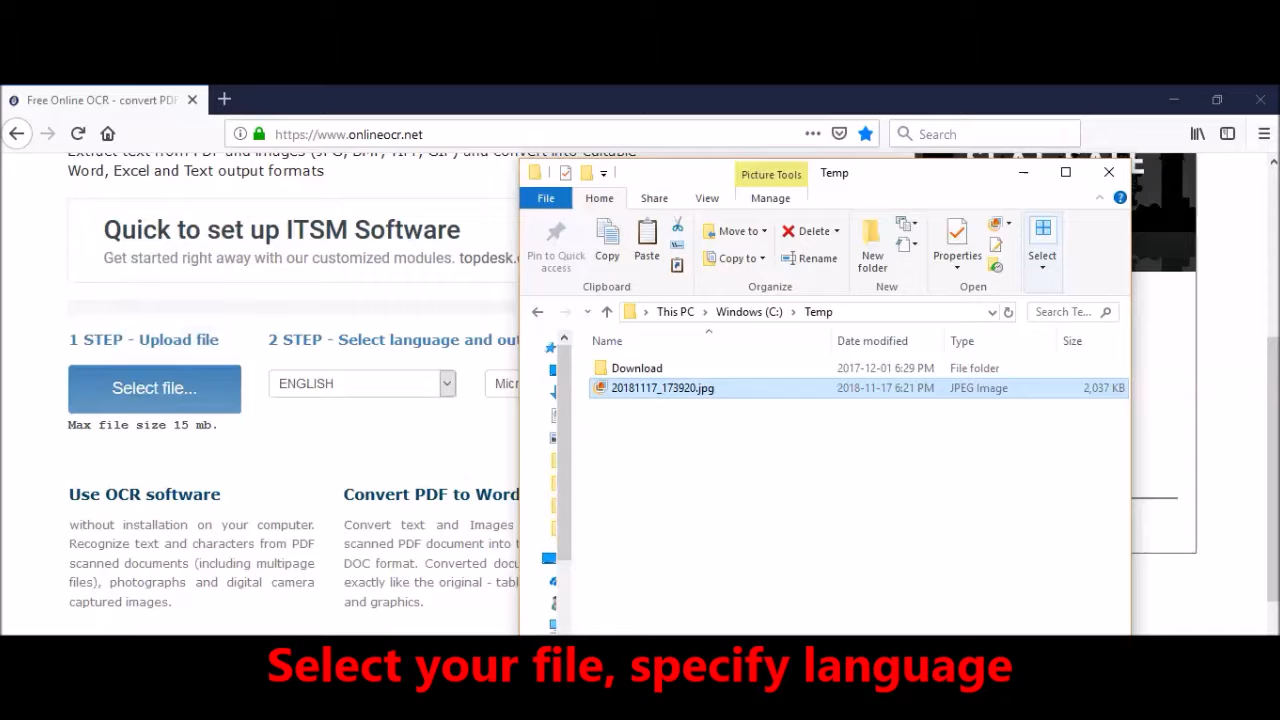 Free Online OCR - convert PDF
https://www.onlineocr.net
Search
Word, Excel and Text output formats
Quick to set up ITSM Software
Get started right away with our customized modules. topdesk.c
1 STEP - Upload file
2 STEP - Select language and ou
Select file...
ENGLISH
Micr
Max file size 15 mb.
Use OCR software
without installation on your computer.
Recognize text and characters from PDF
scanned documents (including multipage
files), photographs and digital camera
captured images.
Convert PDF to Word
Convert text and Images
scanned PDF document into t
DOC format. Converted docu
exactly like the original - tabl
and graphics.
Picture Tools
Temp
File
Home
Share
View
Manage
Pin to Quick
access
Copy
Paste
Clipboard
Move to
Copy to
Delete
Rename
Organize
New
folder
New
Properties
Open
Select
This PC
Windows (C:)
Temp
Search Te...
Name
Date modified
Type
Size
Download
2017-12-01 6:29 PM
File folder
20181117_173920.jpg
2018-11-17 6:21 PM
JPEG Image
2,037 KB
Select your file, specify language